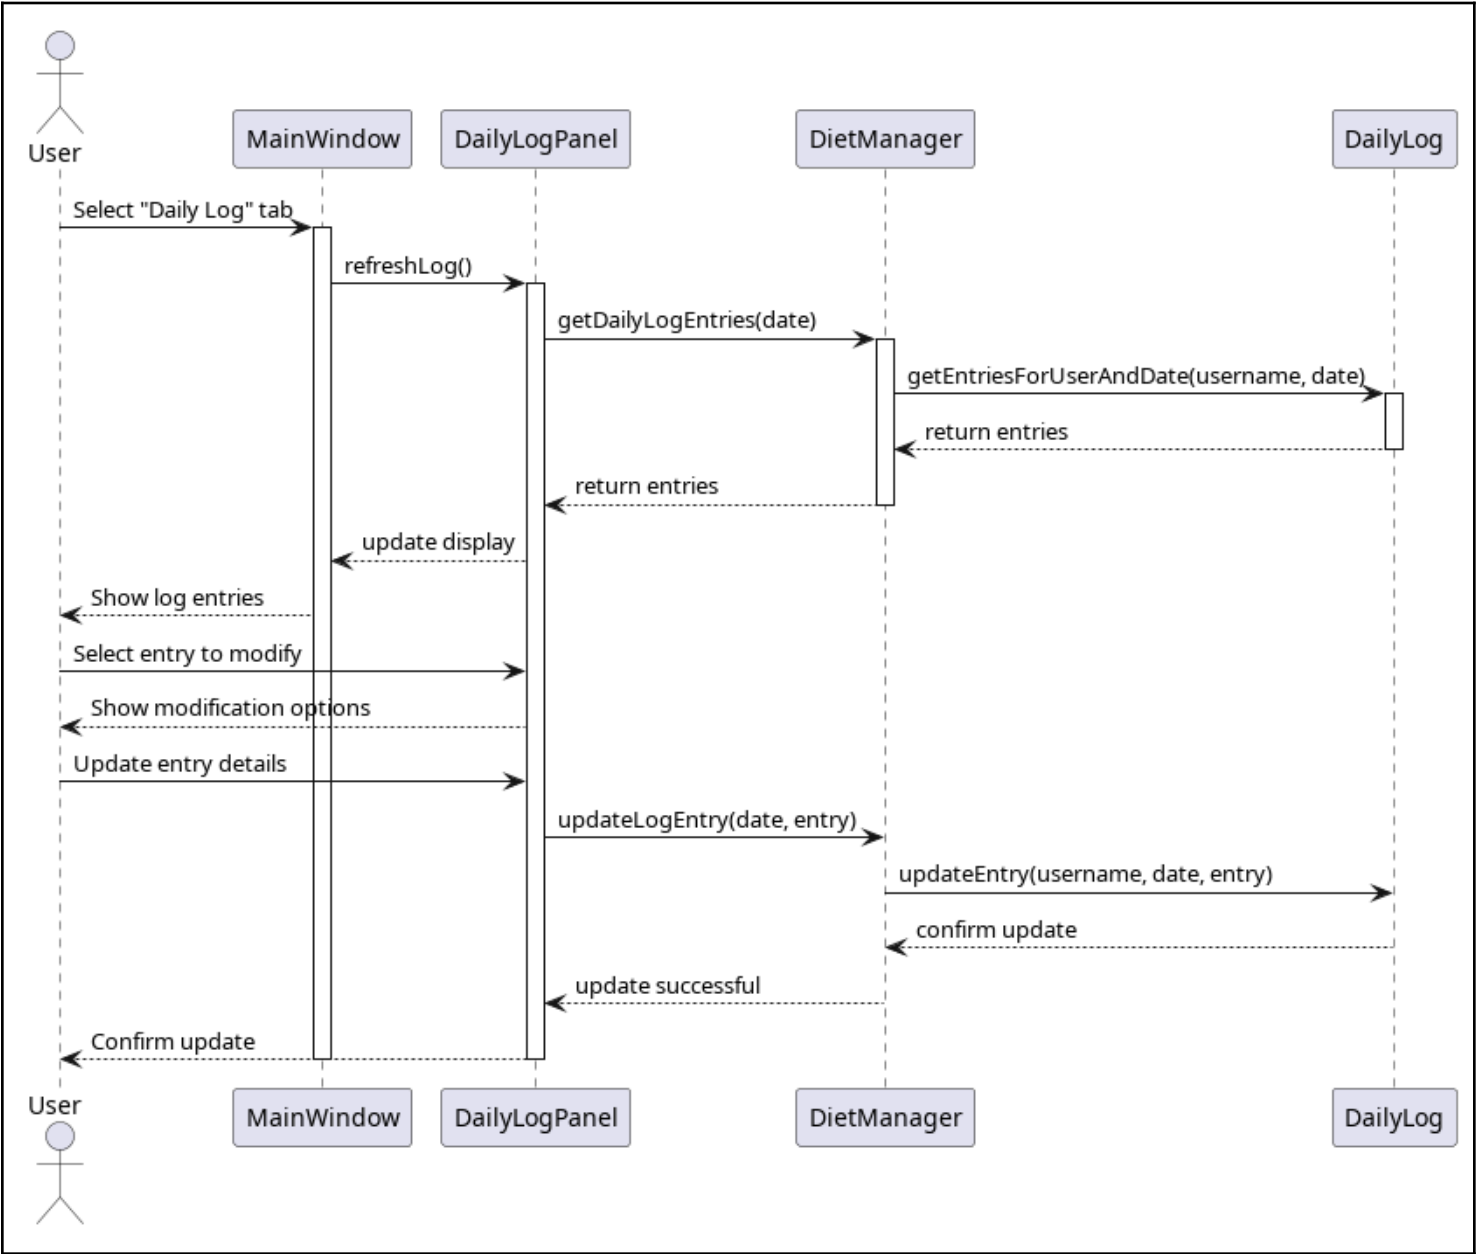 User
MainWindow
DailyLogPanel
DietManager
DailyLog
Select "Daily Log" tab
refreshLog()
getDailyLogEntries(date)
getEntriesForUserAndDate(username, date)
return entries
return entries
update display
Show log entries
Select entry to modify
Show modification options
Update entry details
updateLogEntry(date, entry)
updateEntry(username, date, entry)
confirm update
update successful
Confirm update
User
MainWindow
DailyLogPanel
DietManager
DailyLog